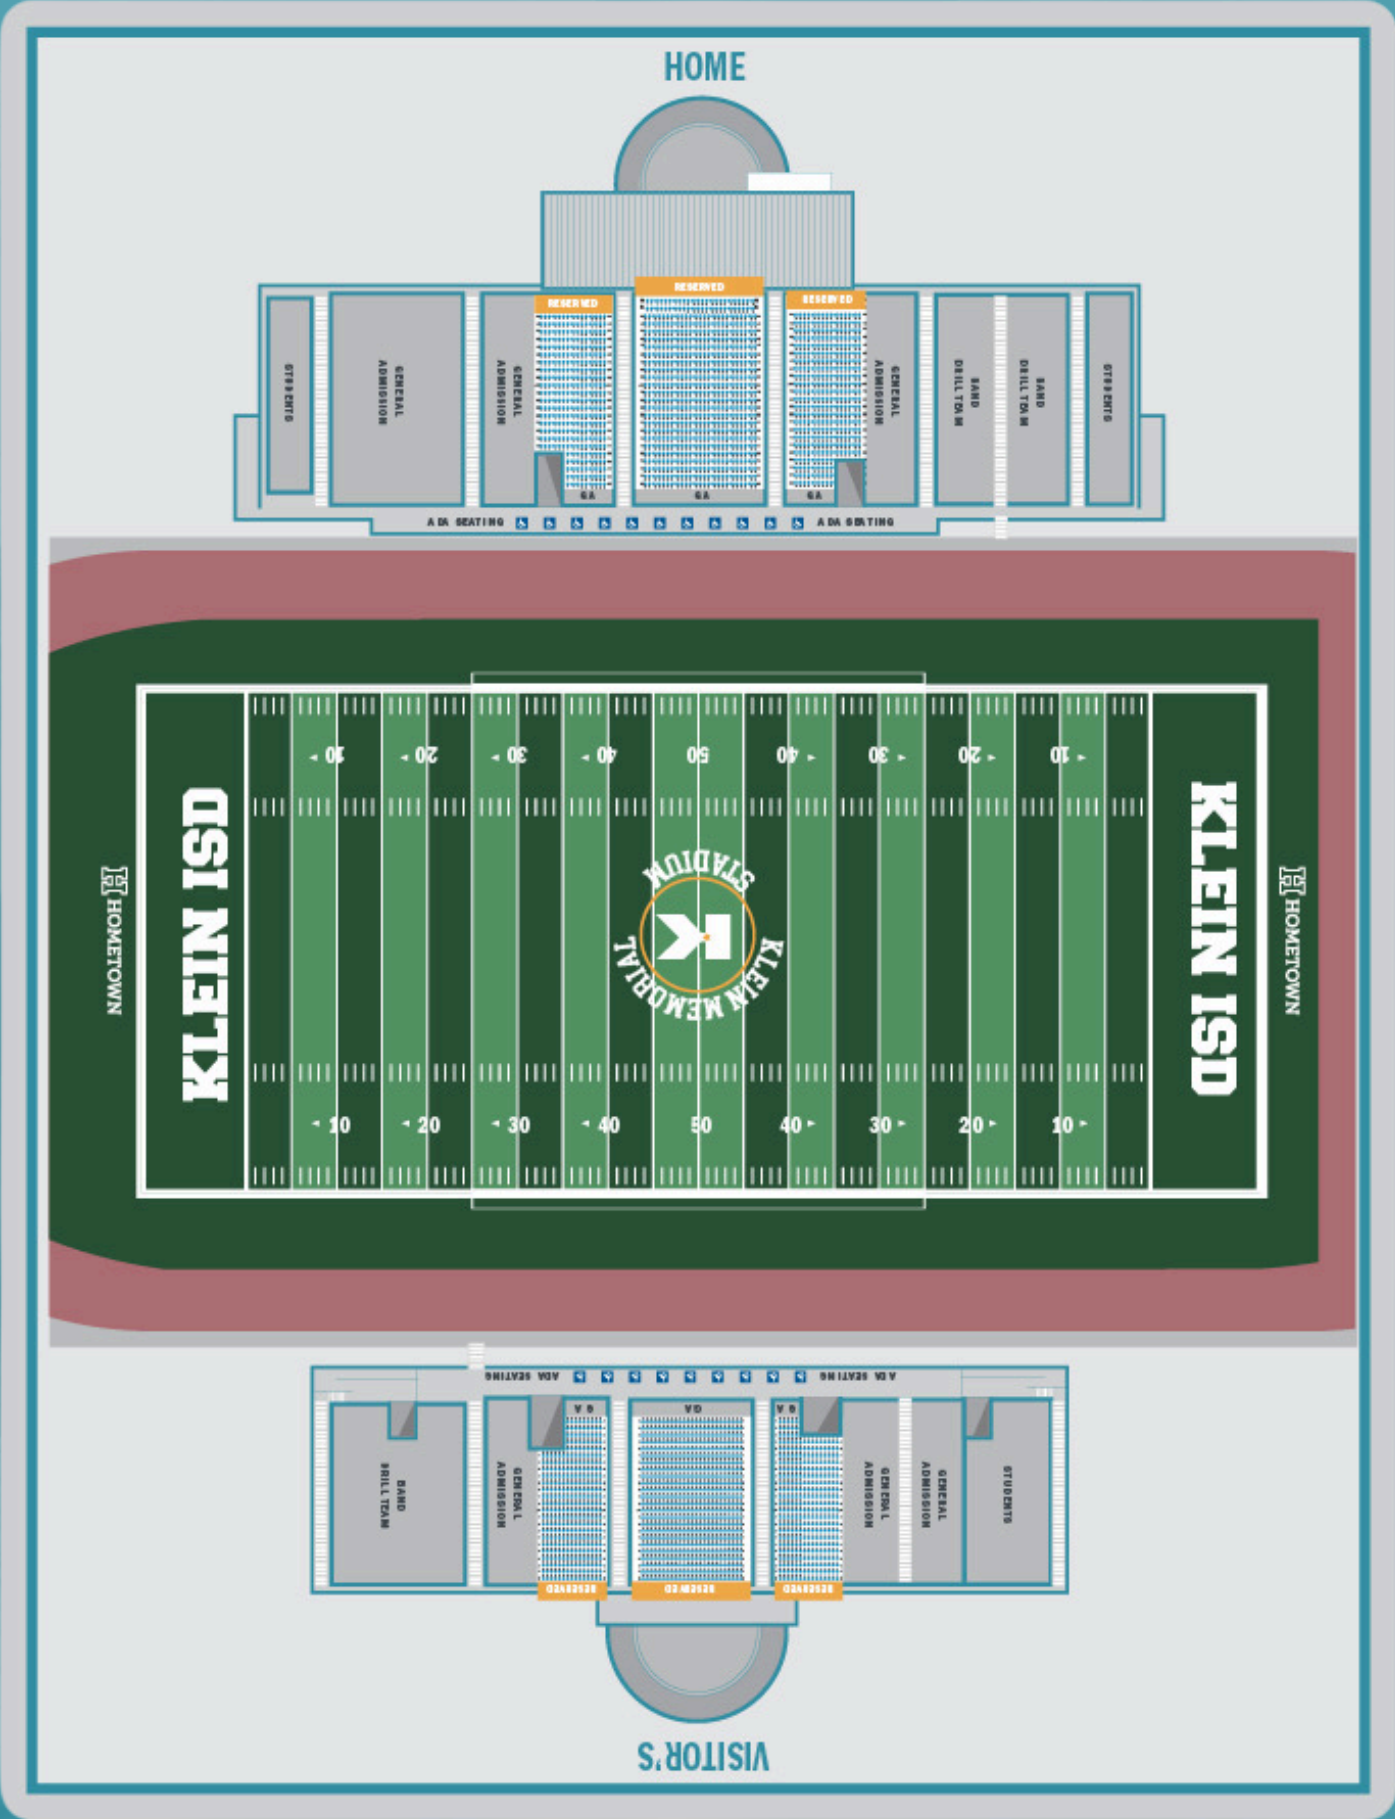 HOME
RESERVED
RESERVED
RESERVED
STUDENTS
GENERAL
ADMISSION
GENERAL
ADMISSION
GENERAL
ADMISSION
BAND
DRILL TEAM
BAND
DRILL TEAM
STUDENTS
GA
GA
GA
ADA SEATING
ADA SEATING
10
20
30
40
50
40
30
20
10
KLEIN ISD
KLEIN ISD
HOMETOWN
HOMETOWN
KLEIN MEMORIAL
STADIUM
K
10
20
30
40
50
40
30
20
10
ADA SEATING
ADA SEATING
GA
GA
GA
BAND
DRILL TEAM
GENERAL
ADMISSION
GENERAL
ADMISSION
GENERAL
ADMISSION
STUDENTS
RESERVED
RESERVED
RESERVED
VISITOR'S